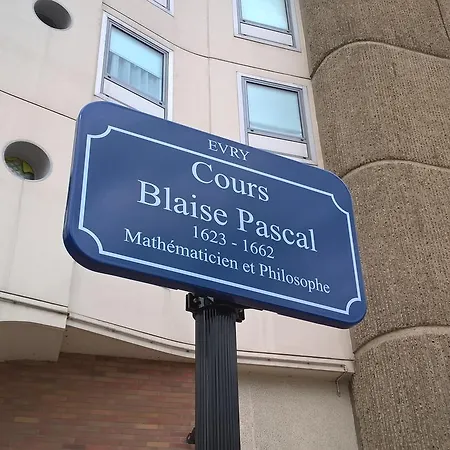 EVRY
Cours
Blaise Pascal
1623 - 1662
Mathématicien et Philosophe